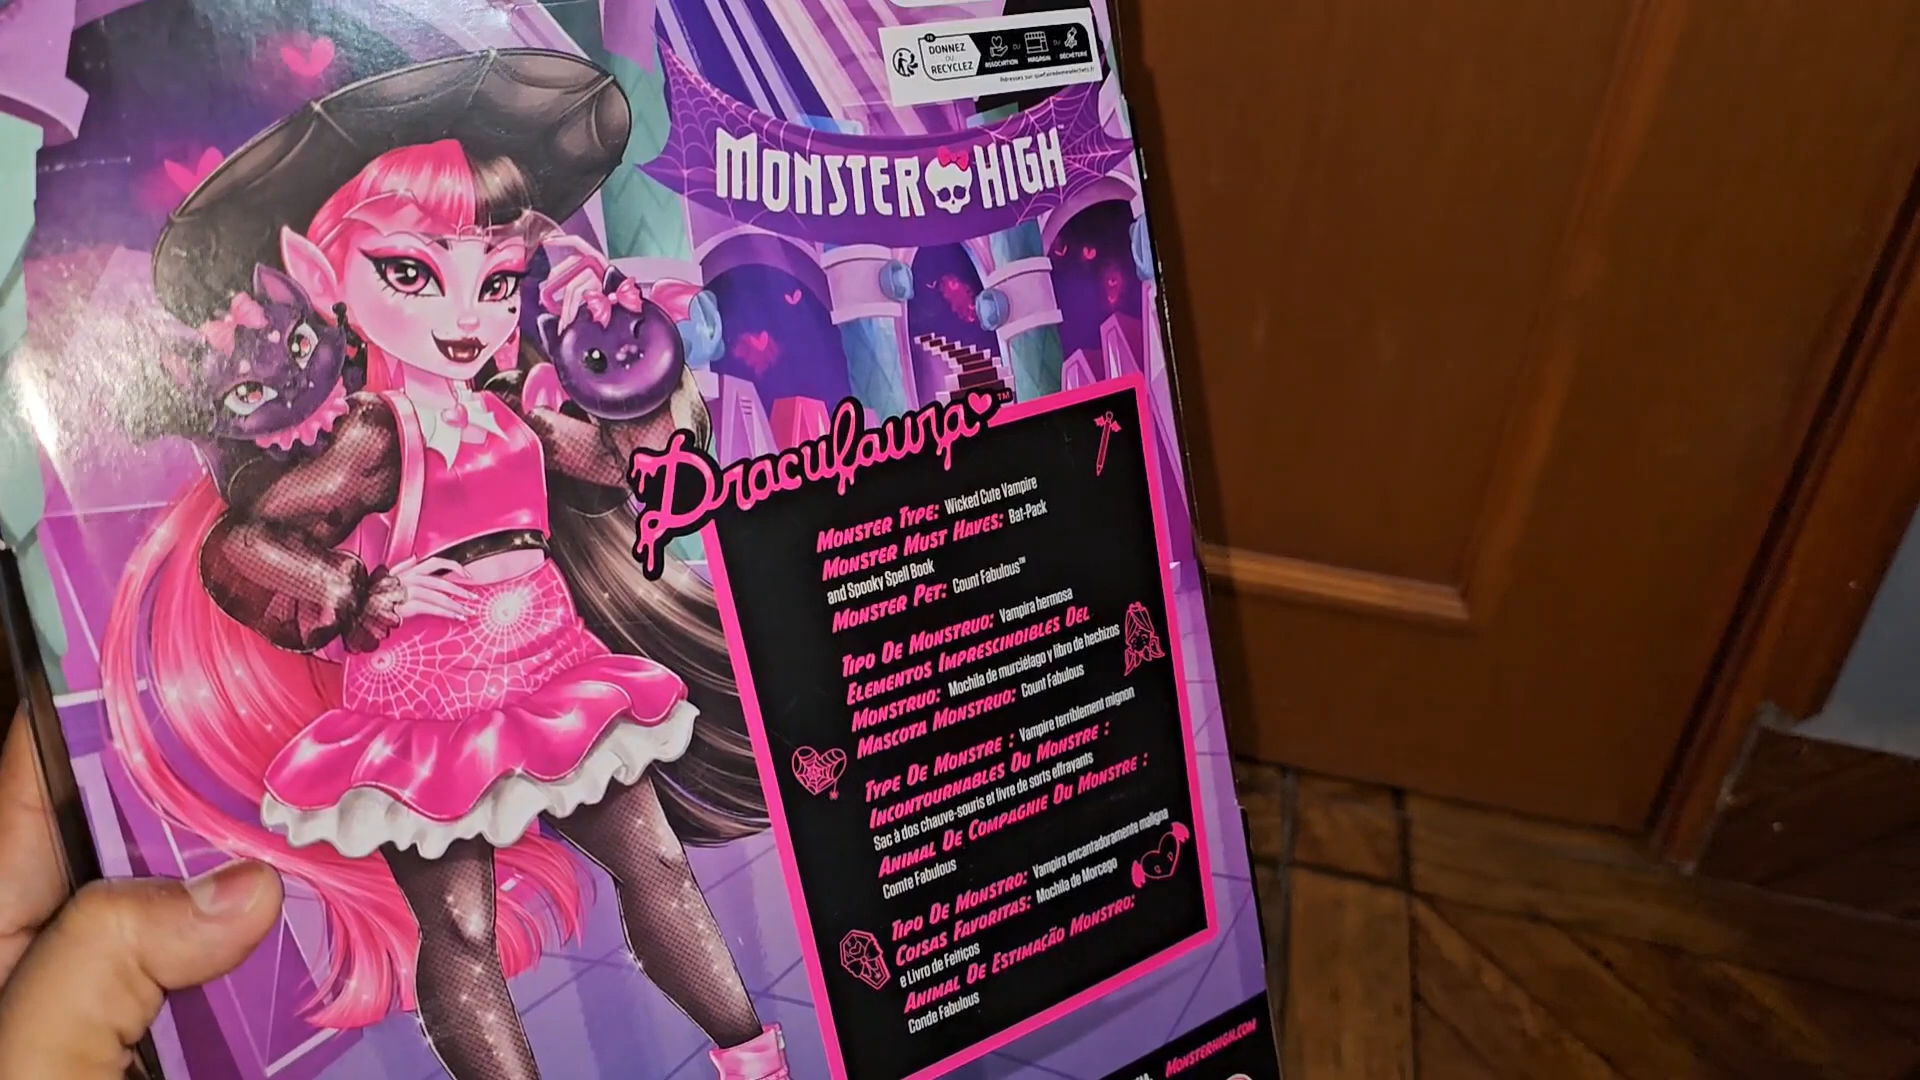 FR
DONNEZ
OU
RECYCLEZ
ASSOCIATION OU MAGASIN OU DÉCHÈTERIE
Adresses sur quefairedemesdechets.fr
MONSTER HIGH
Draculaura™
MONSTER TYPE: Wicked Cute Vampire
MONSTER MUST HAVES: Bat-Pack
and Spooky Spell Book
MONSTER PET: Count Fabulous™
TIPO DE MONSTRUO: Vampira hermosa
ELEMENTOS IMPRESCINDIBLES DEL
MONSTRUO: Mochila de murciélago y libro de hechizos
MASCOTA MONSTRUO: Count Fabulous
TYPE DE MONSTRE : Vampire terriblement mignon
INCONTOURNABLES DU MONSTRE :
Sac à dos chauve-souris et livre de sorts effrayants
ANIMAL DE COMPAGNIE DU MONSTRE :
Comte Fabulous
TIPO DE MONSTRO: Vampira encantadoramente maligna
COISAS FAVORITAS: Mochila de Morcego
e Livro de Feitiços
ANIMAL DE ESTIMAÇÃO MONSTRO:
Conde Fabulous
MONSTERHIGH.COM